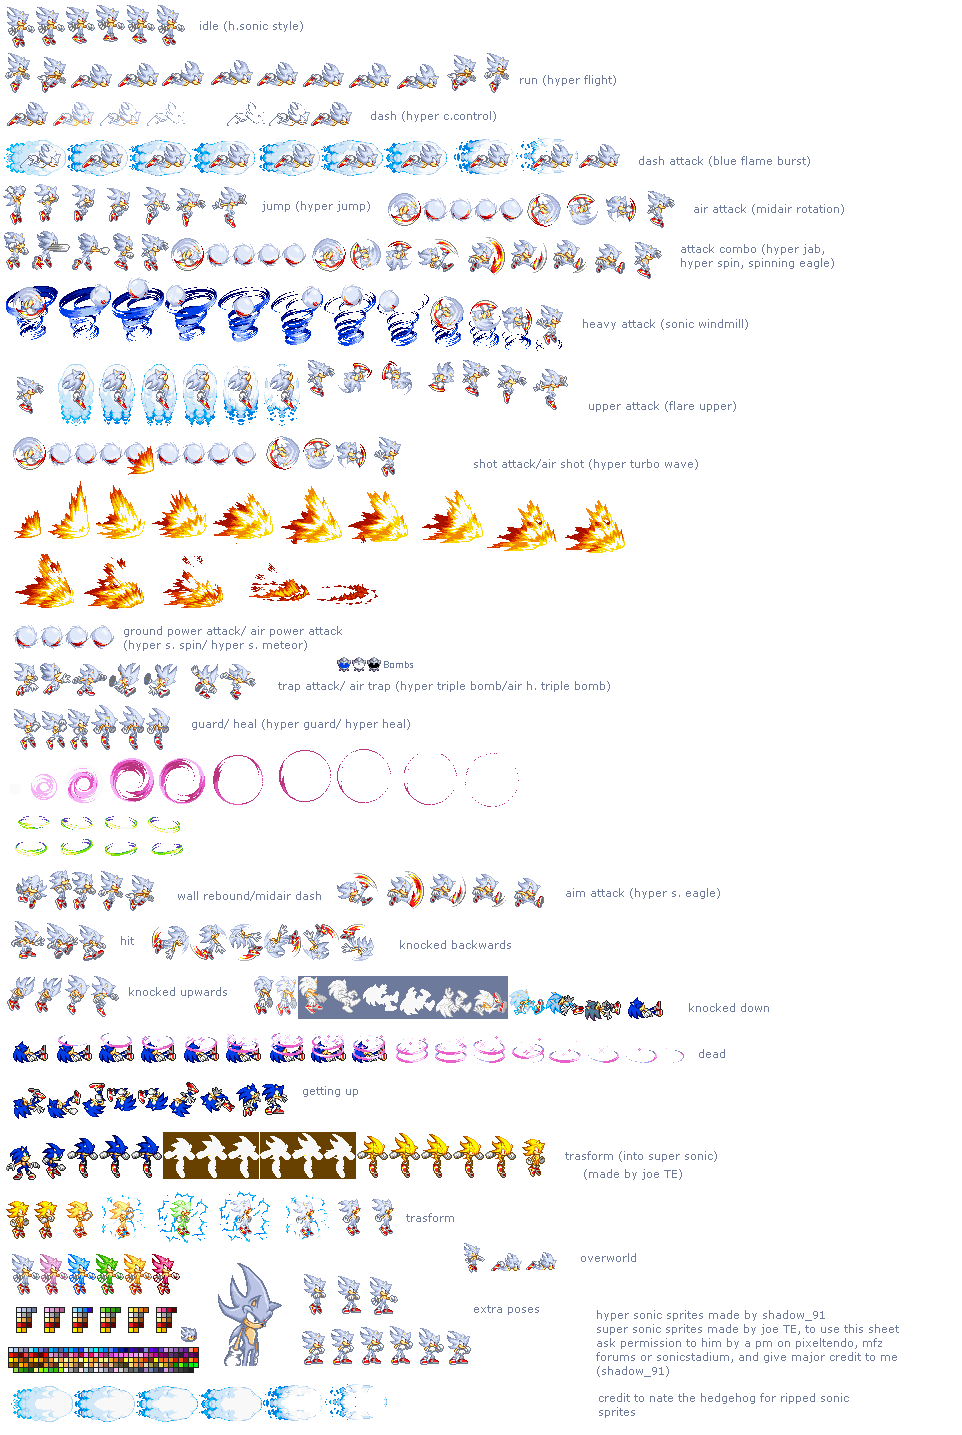 idle (h.sonic style)
run (hyper flight)
dash (hyper c.control)
dash attack (blue flame burst)
jump (hyper jump)
air attack (midair rotation)
attack combo (hyper jab,
hyper spin, spinning eagle)
heavy attack (sonic windmill)
upper attack (flare upper)
shot attack/air shot (hyper turbo wave)
ground power attack/ air power attack
(hyper s. spin/ hyper s. meteor)
Bombs
trap attack/ air trap (hyper triple bomb/air h. triple bomb)
guard/ heal (hyper guard/ hyper heal)
wall rebound/midair dash
aim attack (hyper s. eagle)
hit
knocked backwards
knocked upwards
knocked down
dead
getting up
trasform (into super sonic)
(made by joe TE)
trasform
overworld
extra poses
hyper sonic sprites made by shadow_91
super sonic sprites made by joe TE, to use this sheet
ask permission to him by a pm on pixeltendo, mfz
forums or sonicstadium, and give major credit to me
(shadow_91)
credit to nate the hedgehog for ripped sonic
sprites